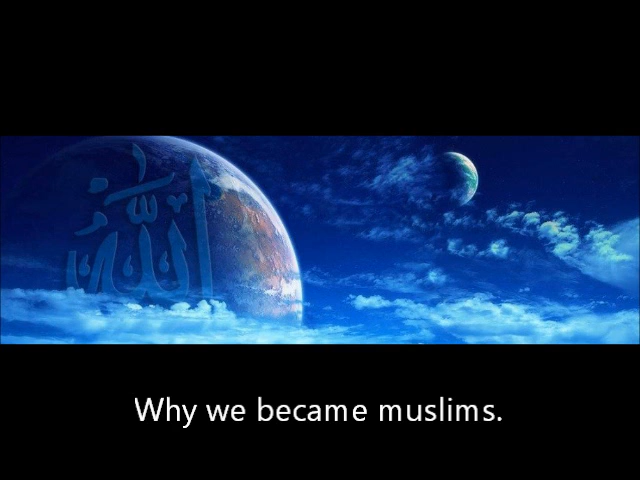 الله
Why we became muslims.